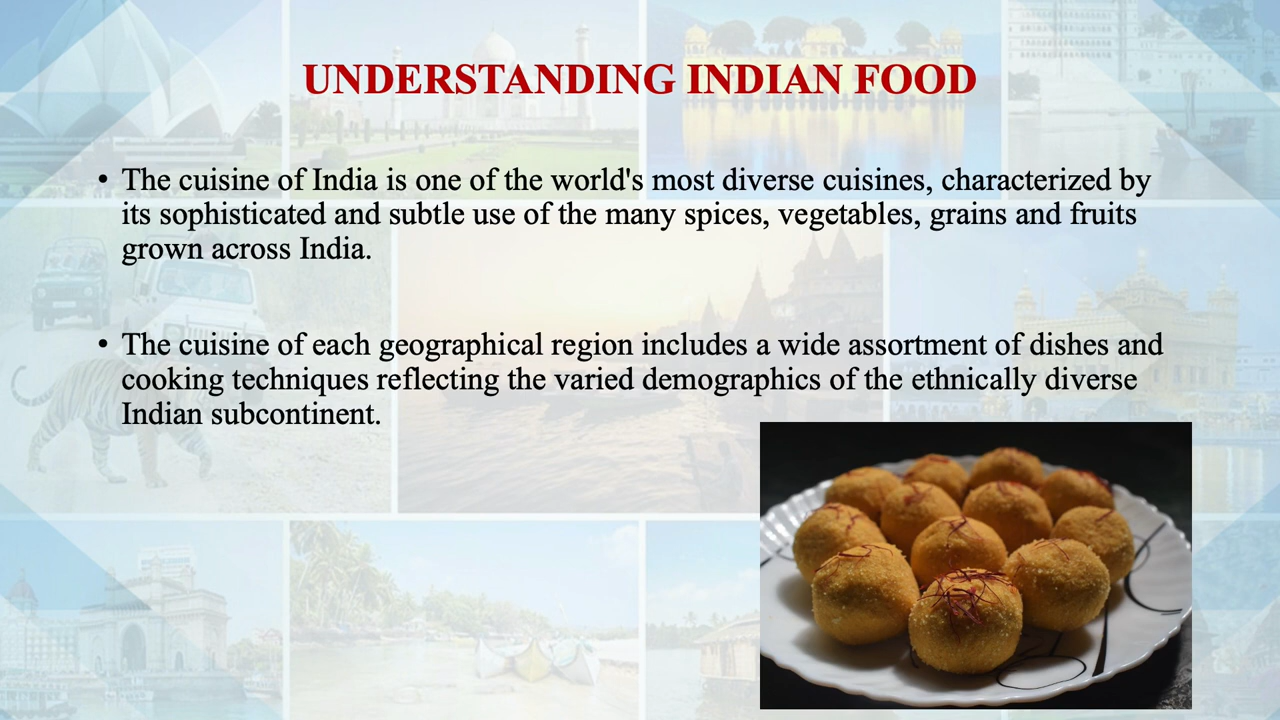 UNDERSTANDING INDIAN FOOD
• The cuisine of India is one of the world's most diverse cuisines, characterized by
its sophisticated and subtle use of the many spices, vegetables, grains and fruits
grown across India.
• The cuisine of each geographical region includes a wide assortment of dishes and
cooking techniques reflecting the varied demographics of the ethnically diverse
Indian subcontinent.